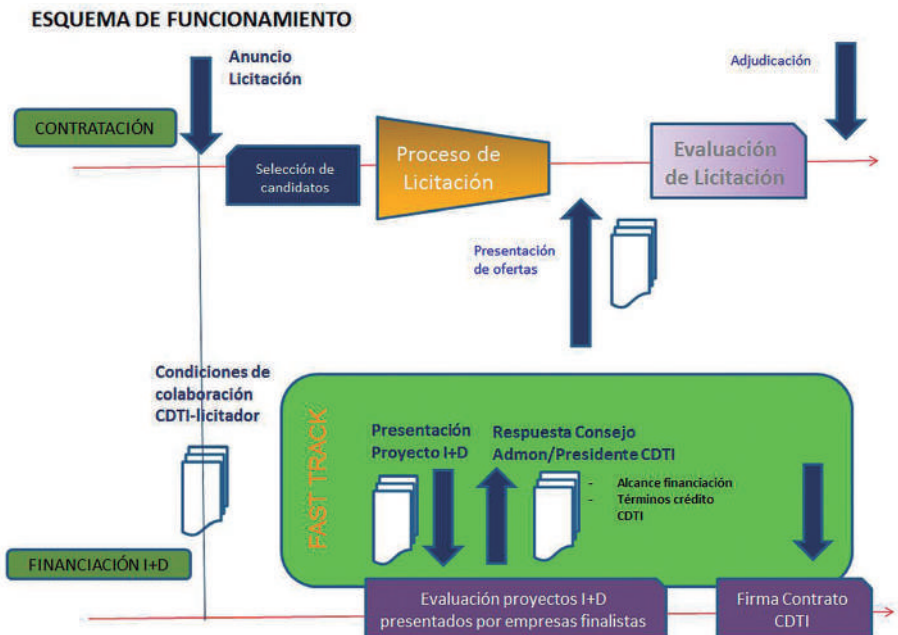 ESQUEMA DE FUNCIONAMIENTO
Anuncio
Licitación
Adjudicación
CONTRATACIÓN
Selección de
candidatos
Proceso de
Licitación
Evaluación
de Licitación
Presentación
de ofertas
Condiciones de
colaboración
CDTI-licitador
FAST TRACK
Presentación
Proyecto I+D
Respuesta Consejo
Admon/Presidente CDTI
- Alcance financiación
- Términos crédito
CDTI
FINANCIACIÓN I+D
Evaluación proyectos I+D
presentados por empresas finalistas
Firma Contrato
CDTI